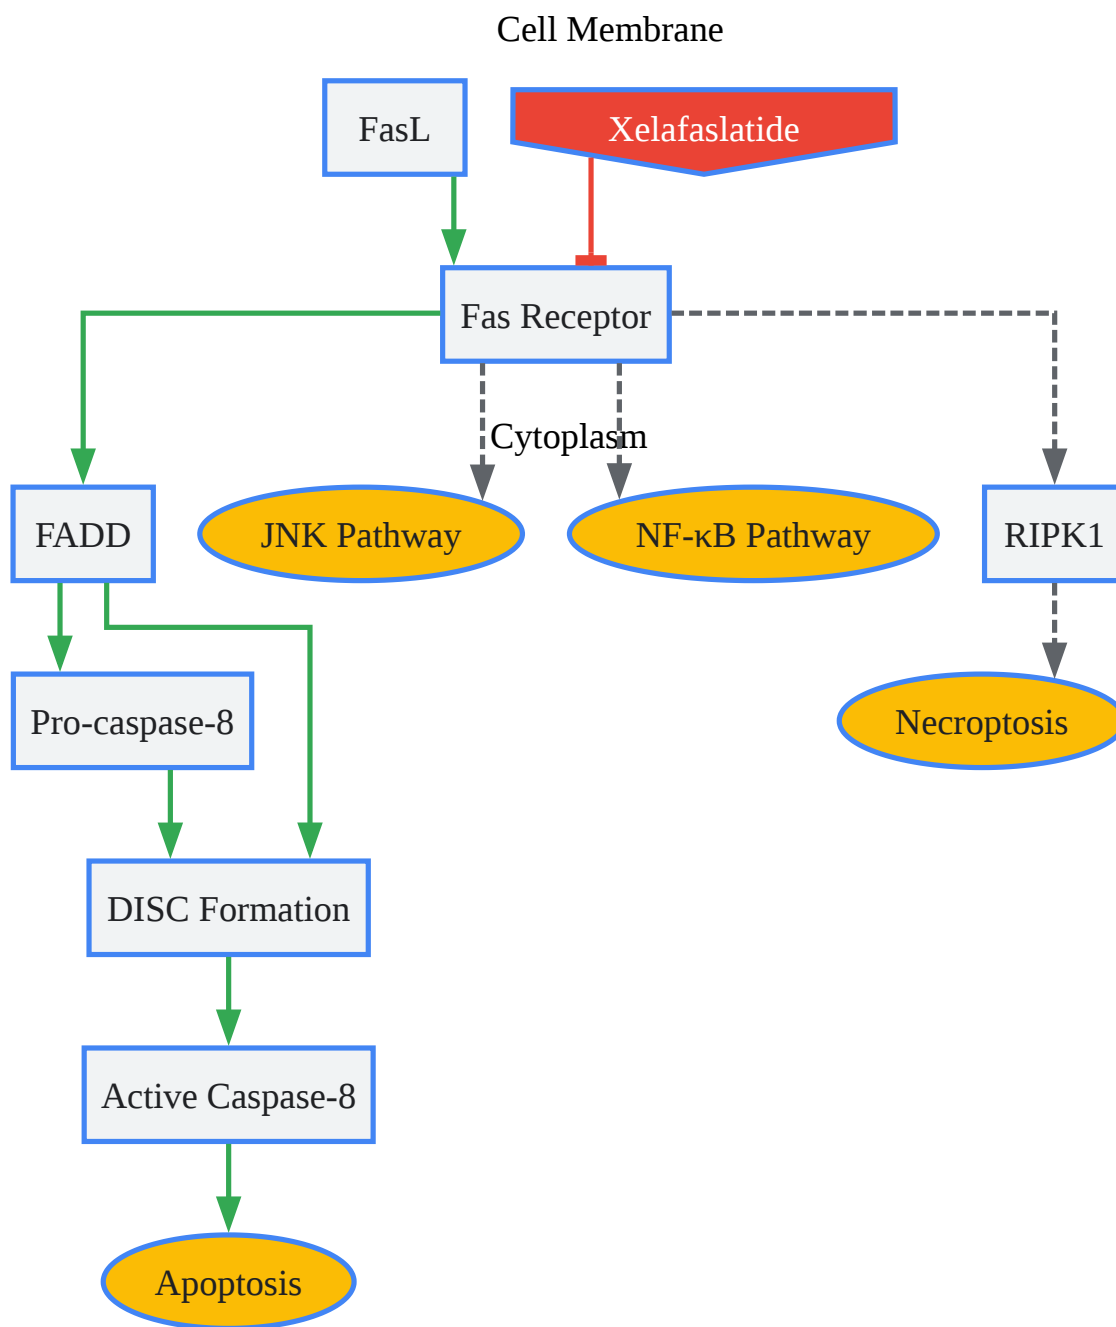 Cell Membrane
FasL
Xelafaslatide
Fas Receptor
Cytoplasm
FADD
JNK Pathway
NF-κB Pathway
RIPK1
Pro-caspase-8
Necroptosis
DISC Formation
Active Caspase-8
Apoptosis